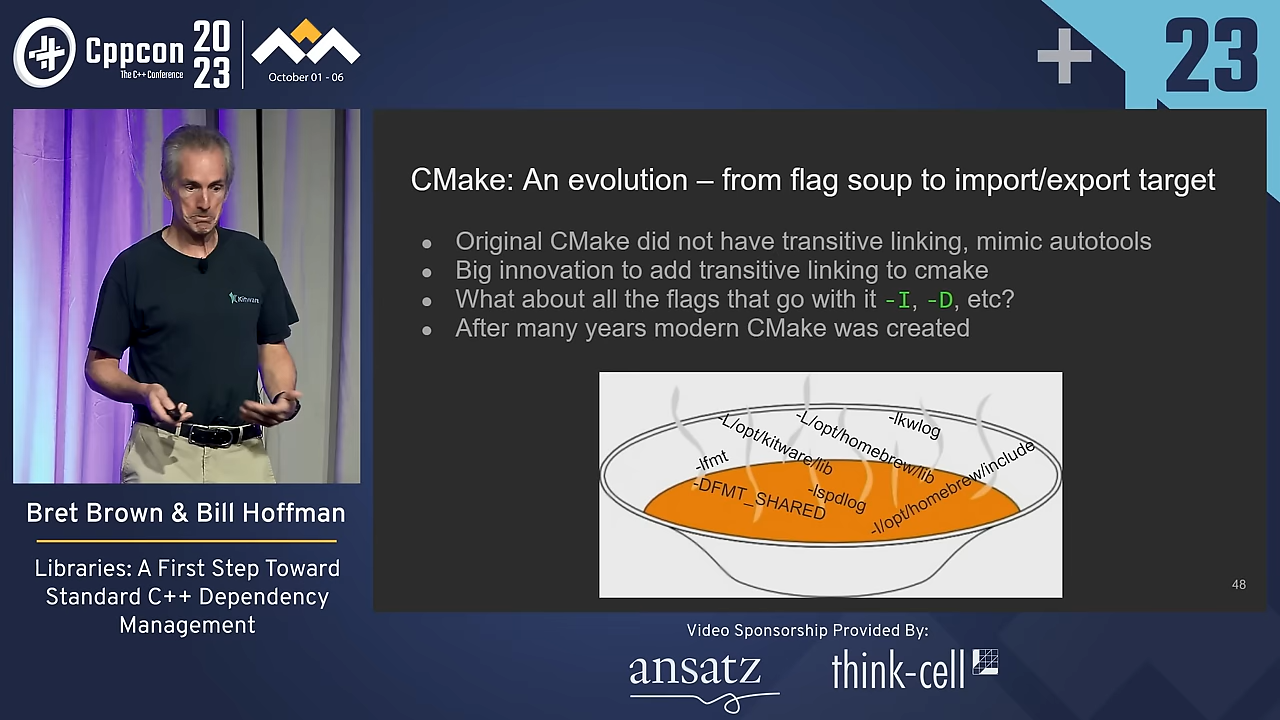 Cppcon
The C++ Conference
20
23
October 01 - 06
23
CMake: An evolution – from flag soup to import/export target
● Original CMake did not have transitive linking, mimic autotools
● Big innovation to add transitive linking to cmake
● What about all the flags that go with it -I, -D, etc?
● After many years modern CMake was created
-L/opt/kitware/lib
-L/opt/homebrew/lib
-lkwlog
-lfmt
-DFMT_SHARED
-lspdlog
-I/opt/homebrew/include
48
Kitware
Bret Brown & Bill Hoffman
Libraries: A First Step Toward
Standard C++ Dependency
Management
Video Sponsorship Provided By:
ansatz
think-cell